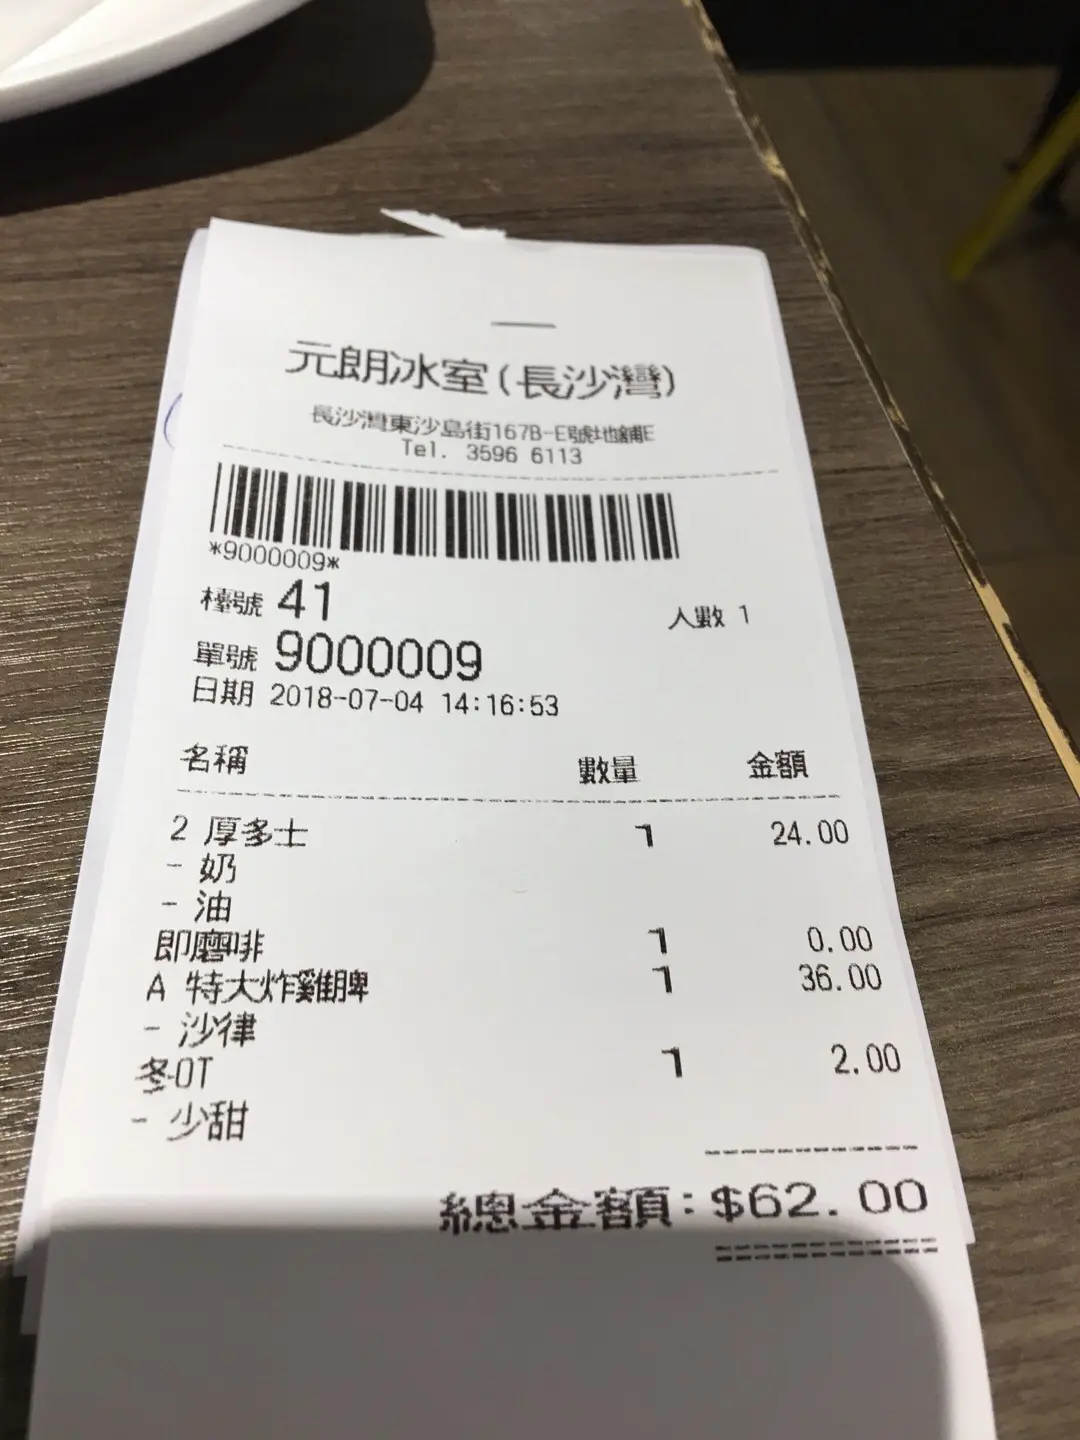 元朗冰室(長沙灣)
長沙灣東沙島街167B-E號地舖E
Tel. 3596 6113
*9000009*
檯號 41 人數 1
單號 9000009
日期 2018-07-04 14:16:53
名稱 數量 金額
2 厚多士 1 24.00
- 奶
- 油
即磨啡 1 0.00
A 特大炸雞髀 1 36.00
- 沙律
冬OT 1 2.00
- 少甜
總金額:$62.00